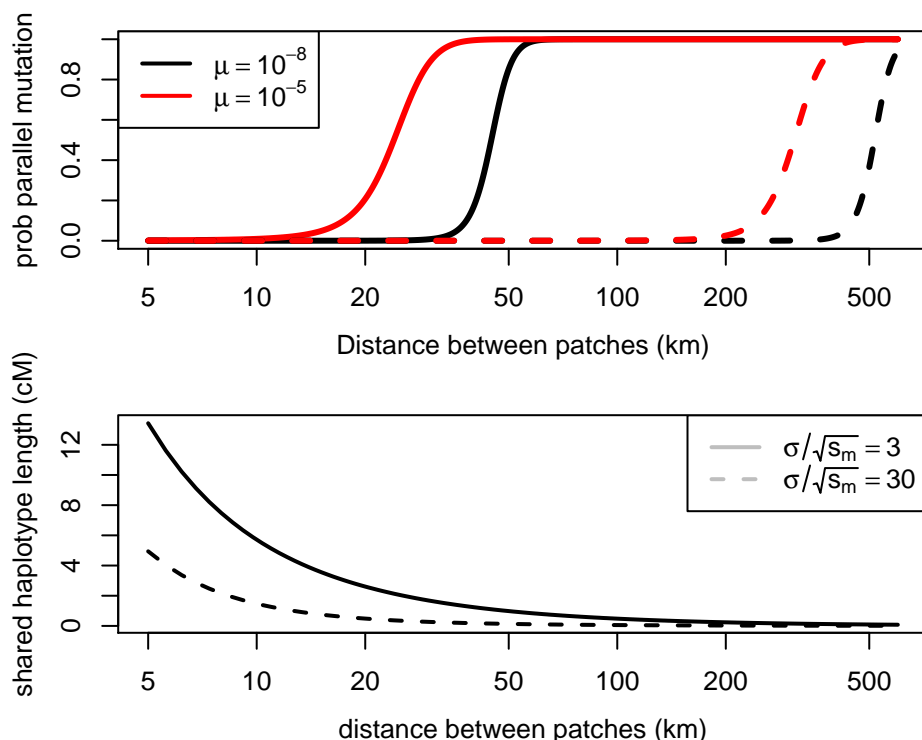 prob parallel mutation
0.0 0.4 0.8
μ = 10⁻⁸
μ = 10⁻⁵
5 10 20 50 100 200 500
Distance between patches (km)
shared haplotype length (cM)
0 4 8 12
σ/√sₘ = 3
σ/√sₘ = 30
5 10 20 50 100 200 500
distance between patches (km)